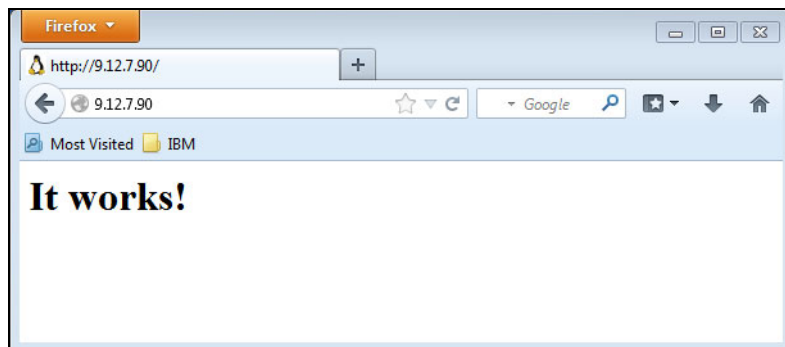 Firefox
http://9.12.7.90/
9.12.7.90 Google
Most Visited IBM
It works!